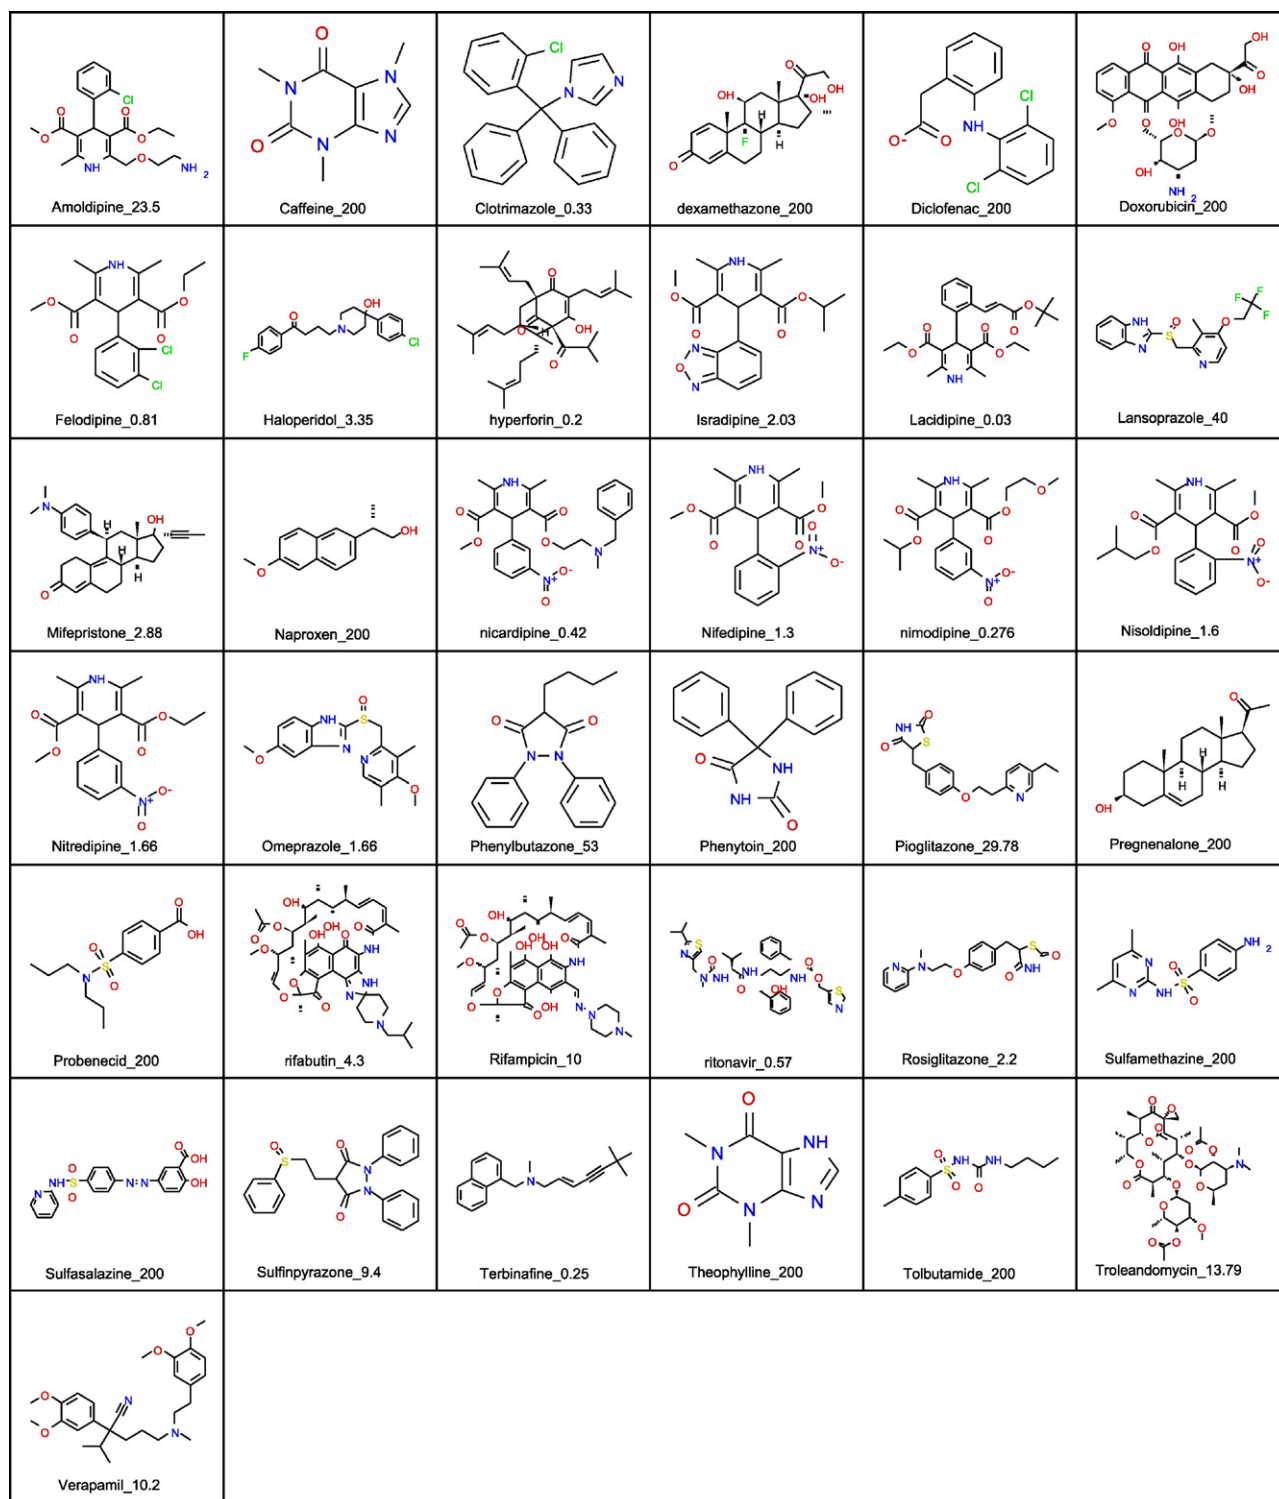 Amoldipine_23.5
Caffeine_200
Clotrimazole_0.33
dexamethazone_200
Diclofenac_200
Doxorubicin_200
Felodipine_0.81
Haloperidol_3.35
hyperforin_0.2
Isradipine_2.03
Lacidipine_0.03
Lansoprazole_40
Mifepristone_2.88
Naproxen_200
nicardipine_0.42
Nifedipine_1.3
nimodipine_0.276
Nisoldipine_1.6
Nitredipine_1.66
Omeprazole_1.66
Phenylbutazone_53
Phenytoin_200
Pioglitazone_29.78
Pregnenalone_200
Probenecid_200
rifabutin_4.3
Rifampicin_10
ritonavir_0.57
Rosiglitazone_2.2
Sulfamethazine_200
Sulfasalazine_200
Sulfinpyrazone_9.4
Terbinafine_0.25
Theophylline_200
Tolbutamide_200
Troleandomycin_13.79
Verapamil_10.2